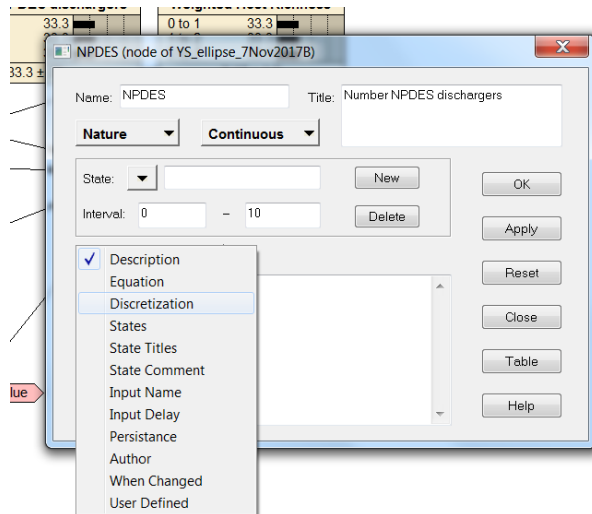 dischargers
33.3
0 to 1 33.3
33.3 ±
NPDES (node of YS_ellipse_7Nov2017B)
Name: NPDES Title: Number NPDES dischargers
Nature Continuous
State: New
Interval: 0 – 10 Delete
OK
Apply
Reset
Close
Table
Help
Description
Equation
Discretization
States
State Titles
State Comment
Input Name
Input Delay
Persistance
Author
When Changed
User Defined
lue